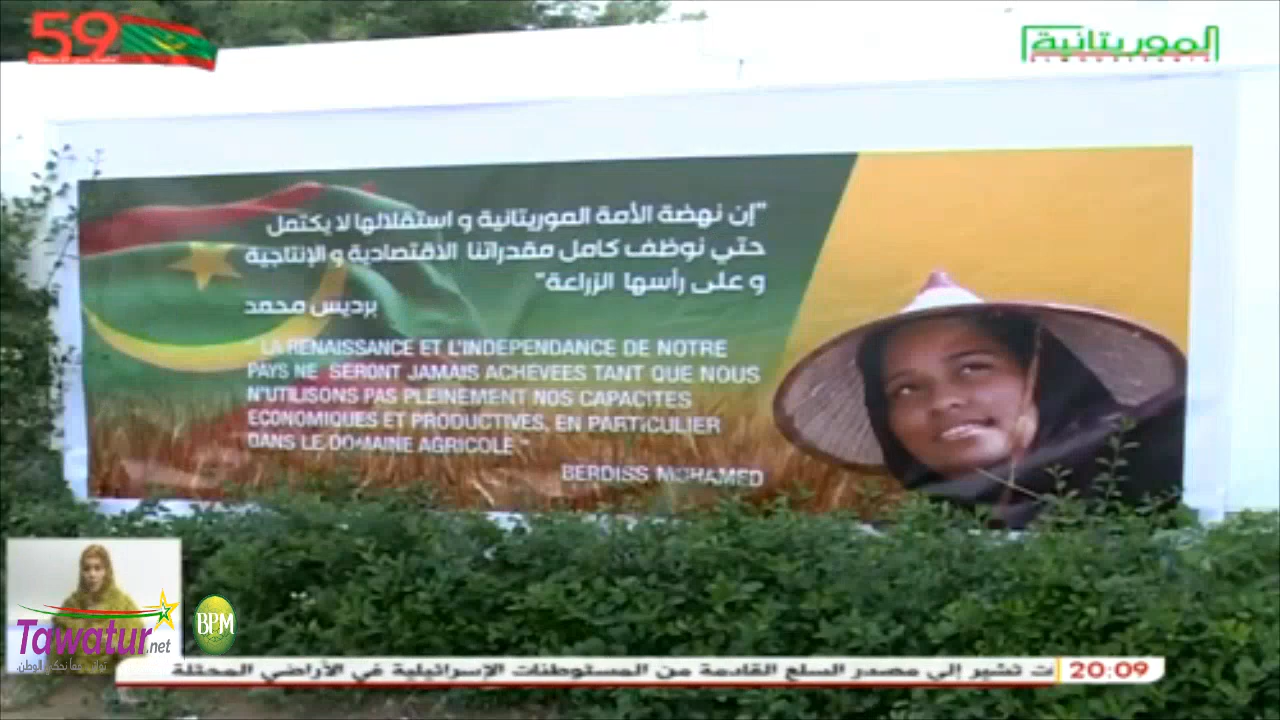 59
الموريتانية
"إن نهضة الأمة الموريتانية و استقلالها لا يكتمل
حتي نوظف كامل مقدراتنا الاقتصادية و الإنتاجية
و على رأسها الزراعة"
برديس محمد
" LA RENAISSANCE ET L'INDEPENDANCE DE NOTRE
PAYS NE SERONT JAMAIS ACHEVEES TANT QUE NOUS
N'UTILISONS PAS PLEINEMENT NOS CAPACITES
ECONOMIQUES ET PRODUCTIVES, EN PARTICULIER
DANS LE DOMAINE AGRICOLE "
BERDISS MOHAMED
Tawatur.net
BPM
20:09
ت تشير إلى مصدر السلع القادمة من المستوطنات الإسرائيلية في الأراضي المحتلة